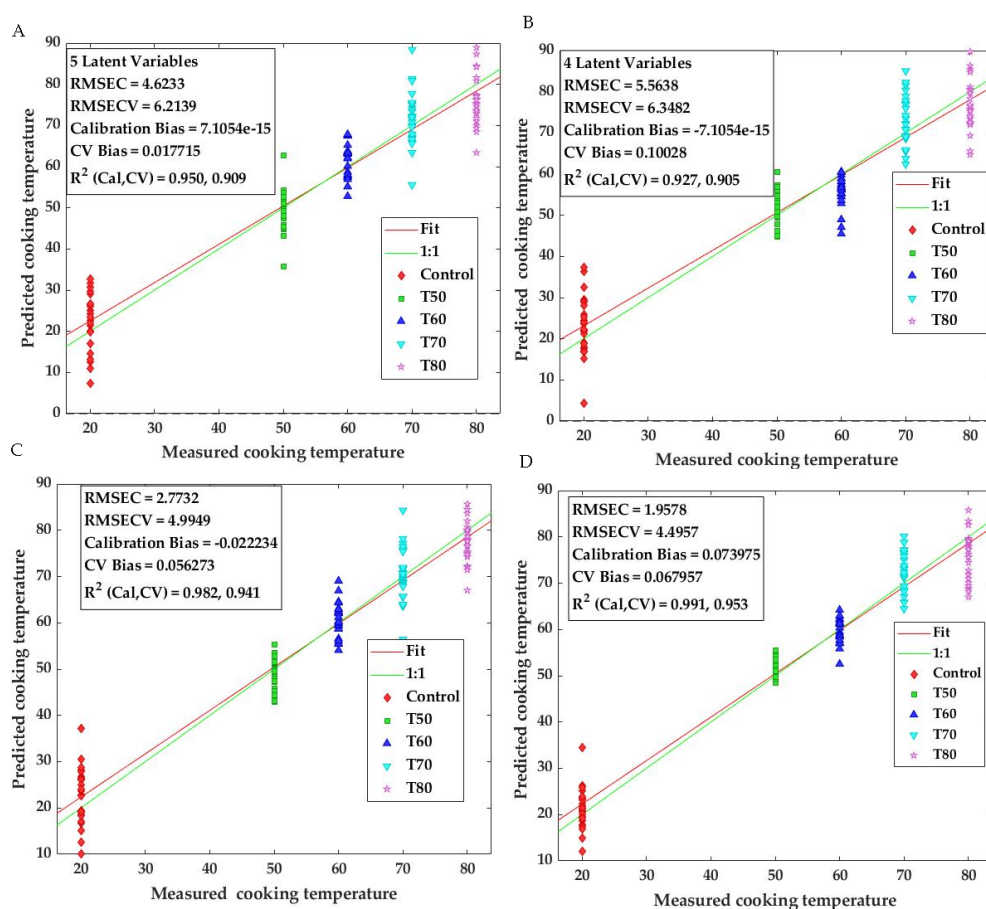 A
90
80
70
60
50
40
30
20
10
0
Predicted cooking temperature
5 Latent Variables
RMSEC = 4.6233
RMSECV = 6.2139
Calibration Bias = 7.1054e-15
CV Bias = 0.017715
R² (Cal,CV) = 0.950, 0.909
Fit
1:1
Control
T50
T60
T70
T80
20 30 40 50 60 70 80
Measured cooking temperature
B
90
80
70
60
50
40
30
20
10
0
Predicted cooking temperature
4 Latent Variables
RMSEC = 5.5638
RMSECV = 6.3482
Calibration Bias = -7.1054e-15
CV Bias = 0.10028
R² (Cal,CV) = 0.927, 0.905
Fit
1:1
Control
T50
T60
T70
T80
20 30 40 50 60 70 80
Measured cooking temperature
C
90
80
70
60
50
40
30
20
10
Predicted cooking temperature
RMSEC = 2.7732
RMSECV = 4.9949
Calibration Bias = -0.022234
CV Bias = 0.056273
R² (Cal,CV) = 0.982, 0.941
Fit
1:1
Control
T50
T60
T70
T80
20 30 40 50 60 70 80
Measured cooking temperature
D
90
80
70
60
50
40
30
20
10
Predicted cooking temperature
RMSEC = 1.9578
RMSECV = 4.4957
Calibration Bias = 0.073975
CV Bias = 0.067957
R² (Cal,CV) = 0.991, 0.953
Fit
1:1
Control
T50
T60
T70
T80
20 30 40 50 60 70 80
Measured cooking temperature